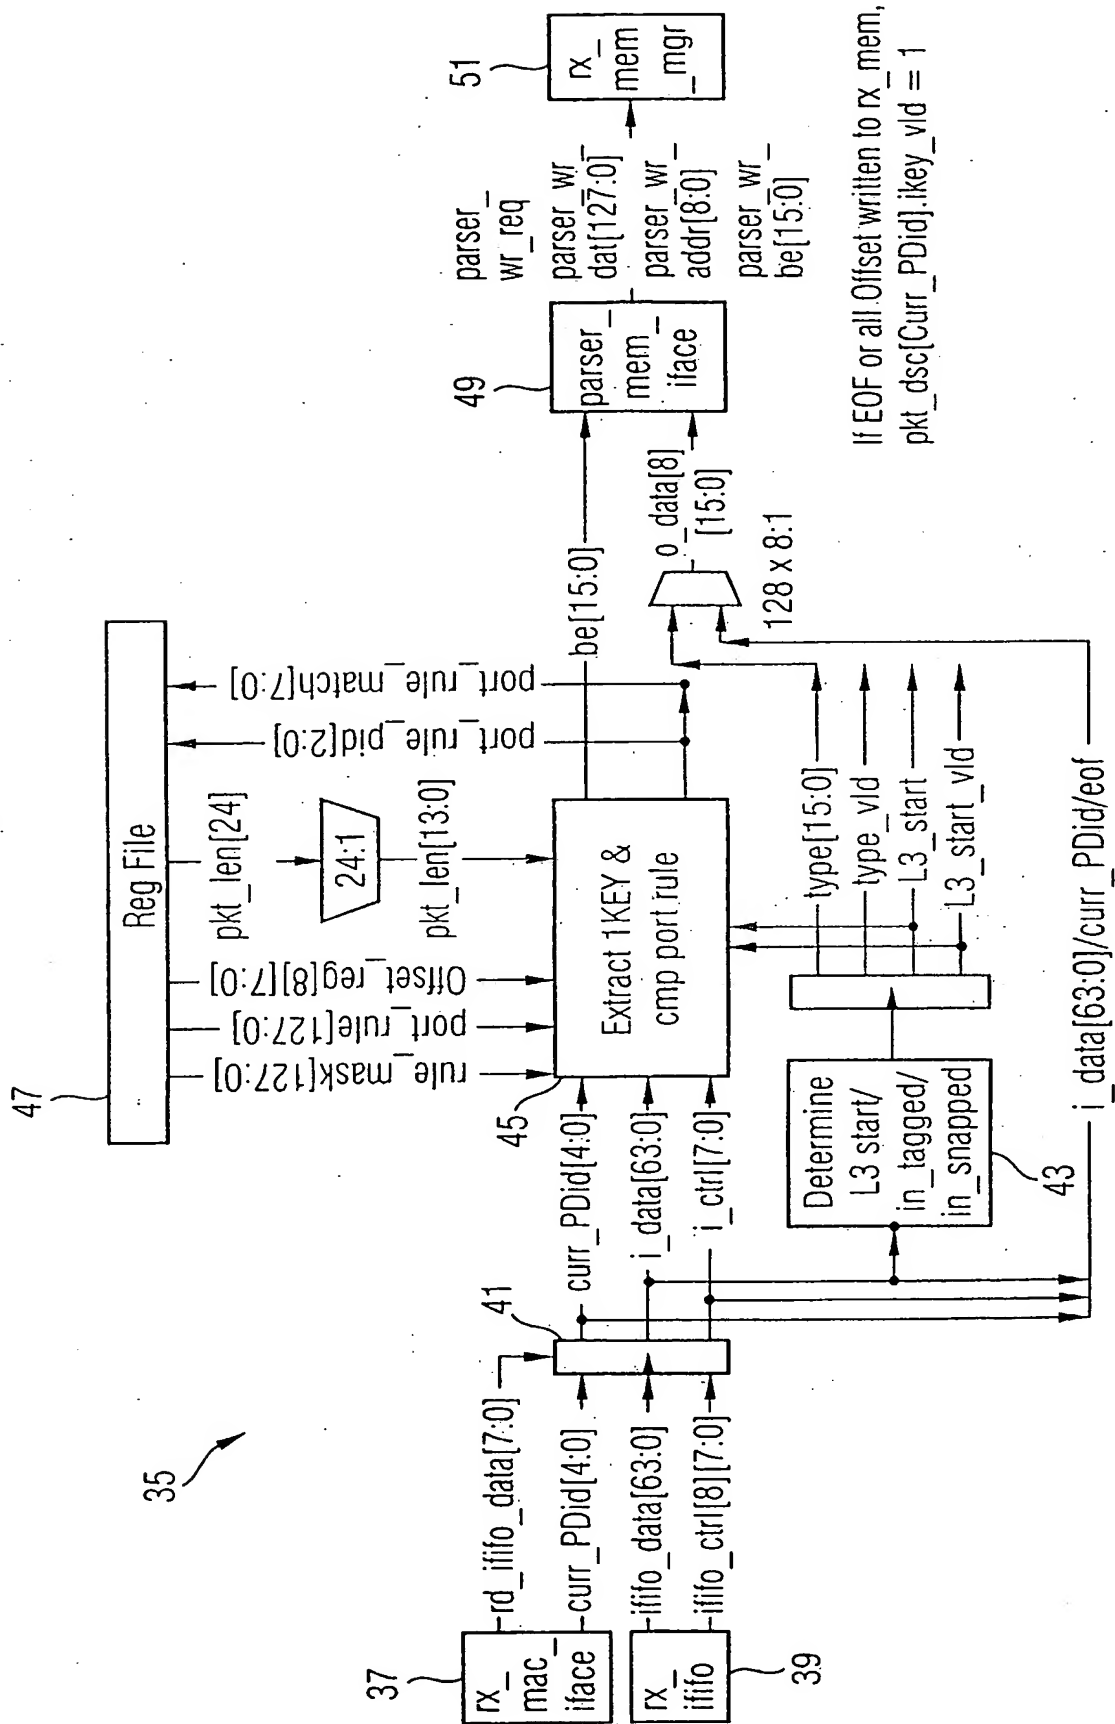 35
47
Reg File
rule_mask[127:0]
port_rule[127:0]
Offset_reg[8][7:0]
pkt_len[24]
24:1
pkt_len[13:0]
port_rule_pid[2:0]
port_rule_match[7:0]
37
rx_
mac_
iface
rd_ififo_data[7:0]
curr_PDid[4:0]
rx_
ififo
39
ififo_data[63:0]
ififo_ctrl[8][7:0]
41
curr_PDid[4:0]
i_data[63:0]
i_ctrl[7:0]
45
Extract 1KEY &
cmp port rule
be[15:0]
Determine
L3 start/
in_tagged/
in_snapped
43
type[15:0]
type_vld
L3_start
L3_start_vld
i_data[63:0]/curr_PDid/eof
128 x 8:1
o_data[8]
[15:0]
49
parser_
mem_
iface
parser_
wr_req
parser_wr_
dat[127:0]
parser_wr_
addr[8:0]
parser_wr_
be[15:0]
51
rx_
mem
_mgr
If EOF or all Offset written to rx_mem,
pkt_dsc[Curr_PDid].ikey_vld = 1